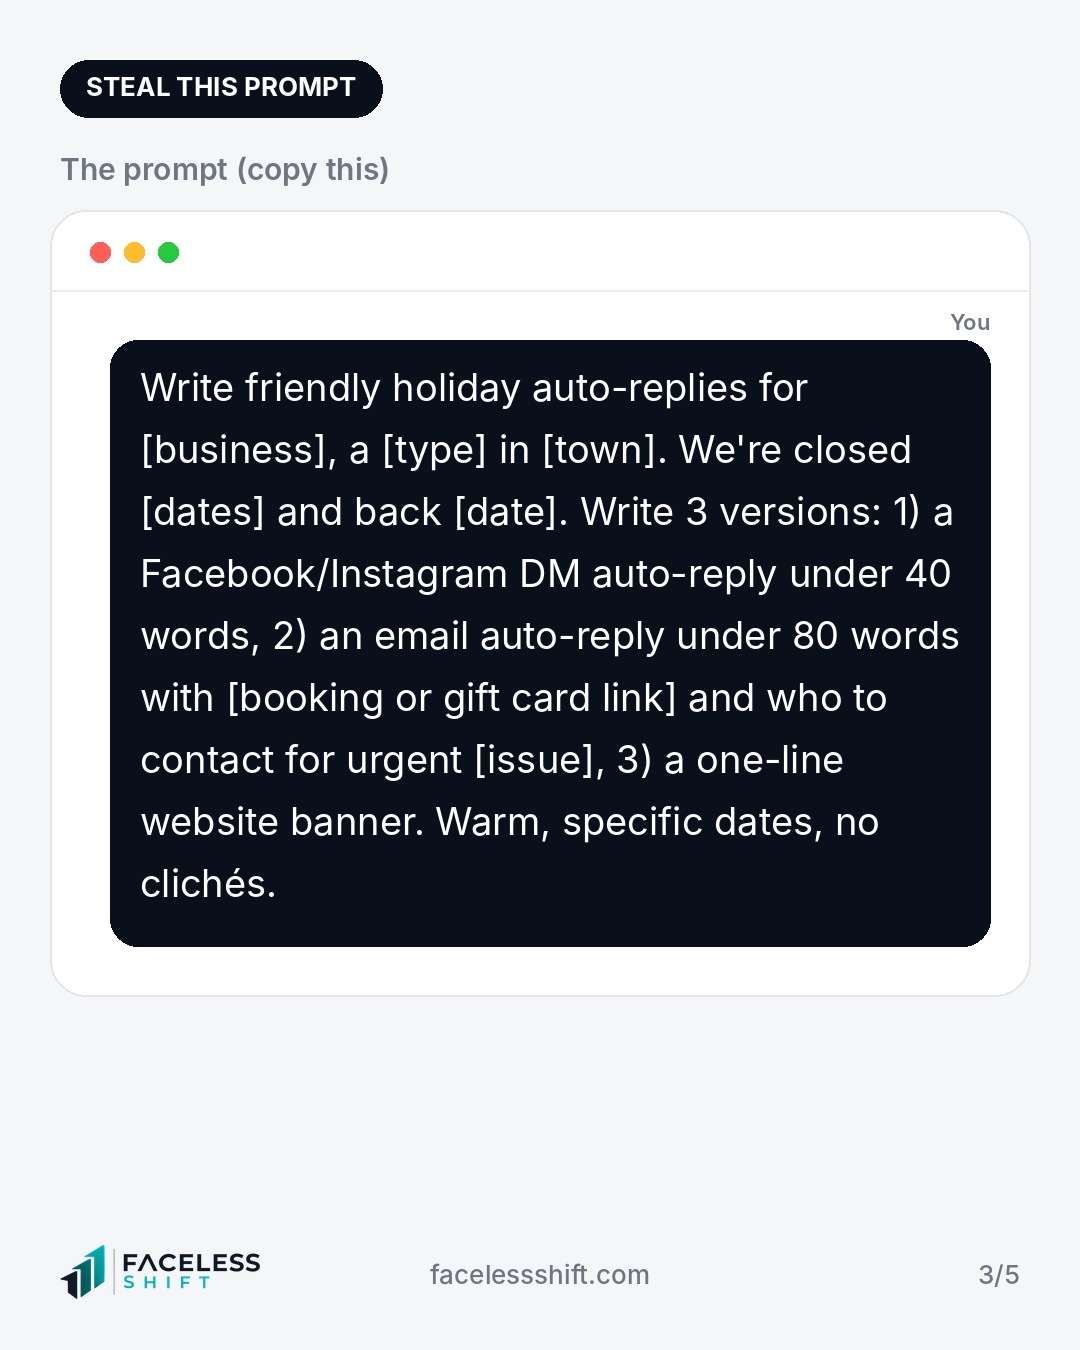 STEAL THIS PROMPT
The prompt (copy this)
You
Write friendly holiday auto-replies for
[business], a [type] in [town]. We're closed
[dates] and back [date]. Write 3 versions: 1) a
Facebook/Instagram DM auto-reply under 40
words, 2) an email auto-reply under 80 words
with [booking or gift card link] and who to
contact for urgent [issue], 3) a one-line
website banner. Warm, specific dates, no
clichés.
FACELESS
SHIFT
facelessshift.com
3/5